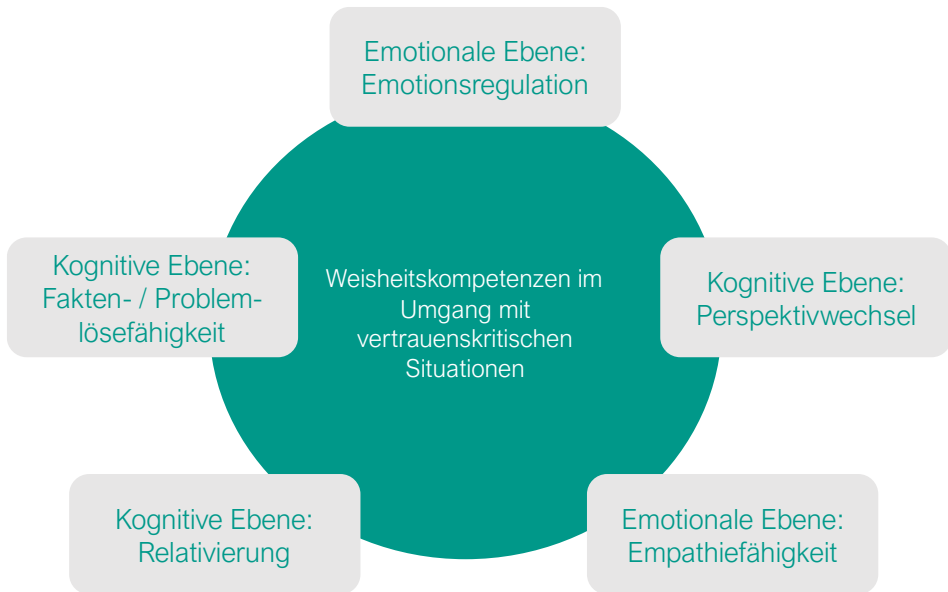 Emotionale Ebene:
Emotionsregulation
Kognitive Ebene:
Fakten- / Problem-
lösefähigkeit
Weisheitskompetenzen im
Umgang mit
vertrauenskritischen
Situationen
Kognitive Ebene:
Perspektivwechsel
Kognitive Ebene:
Relativierung
Emotionale Ebene:
Empathiefähigkeit